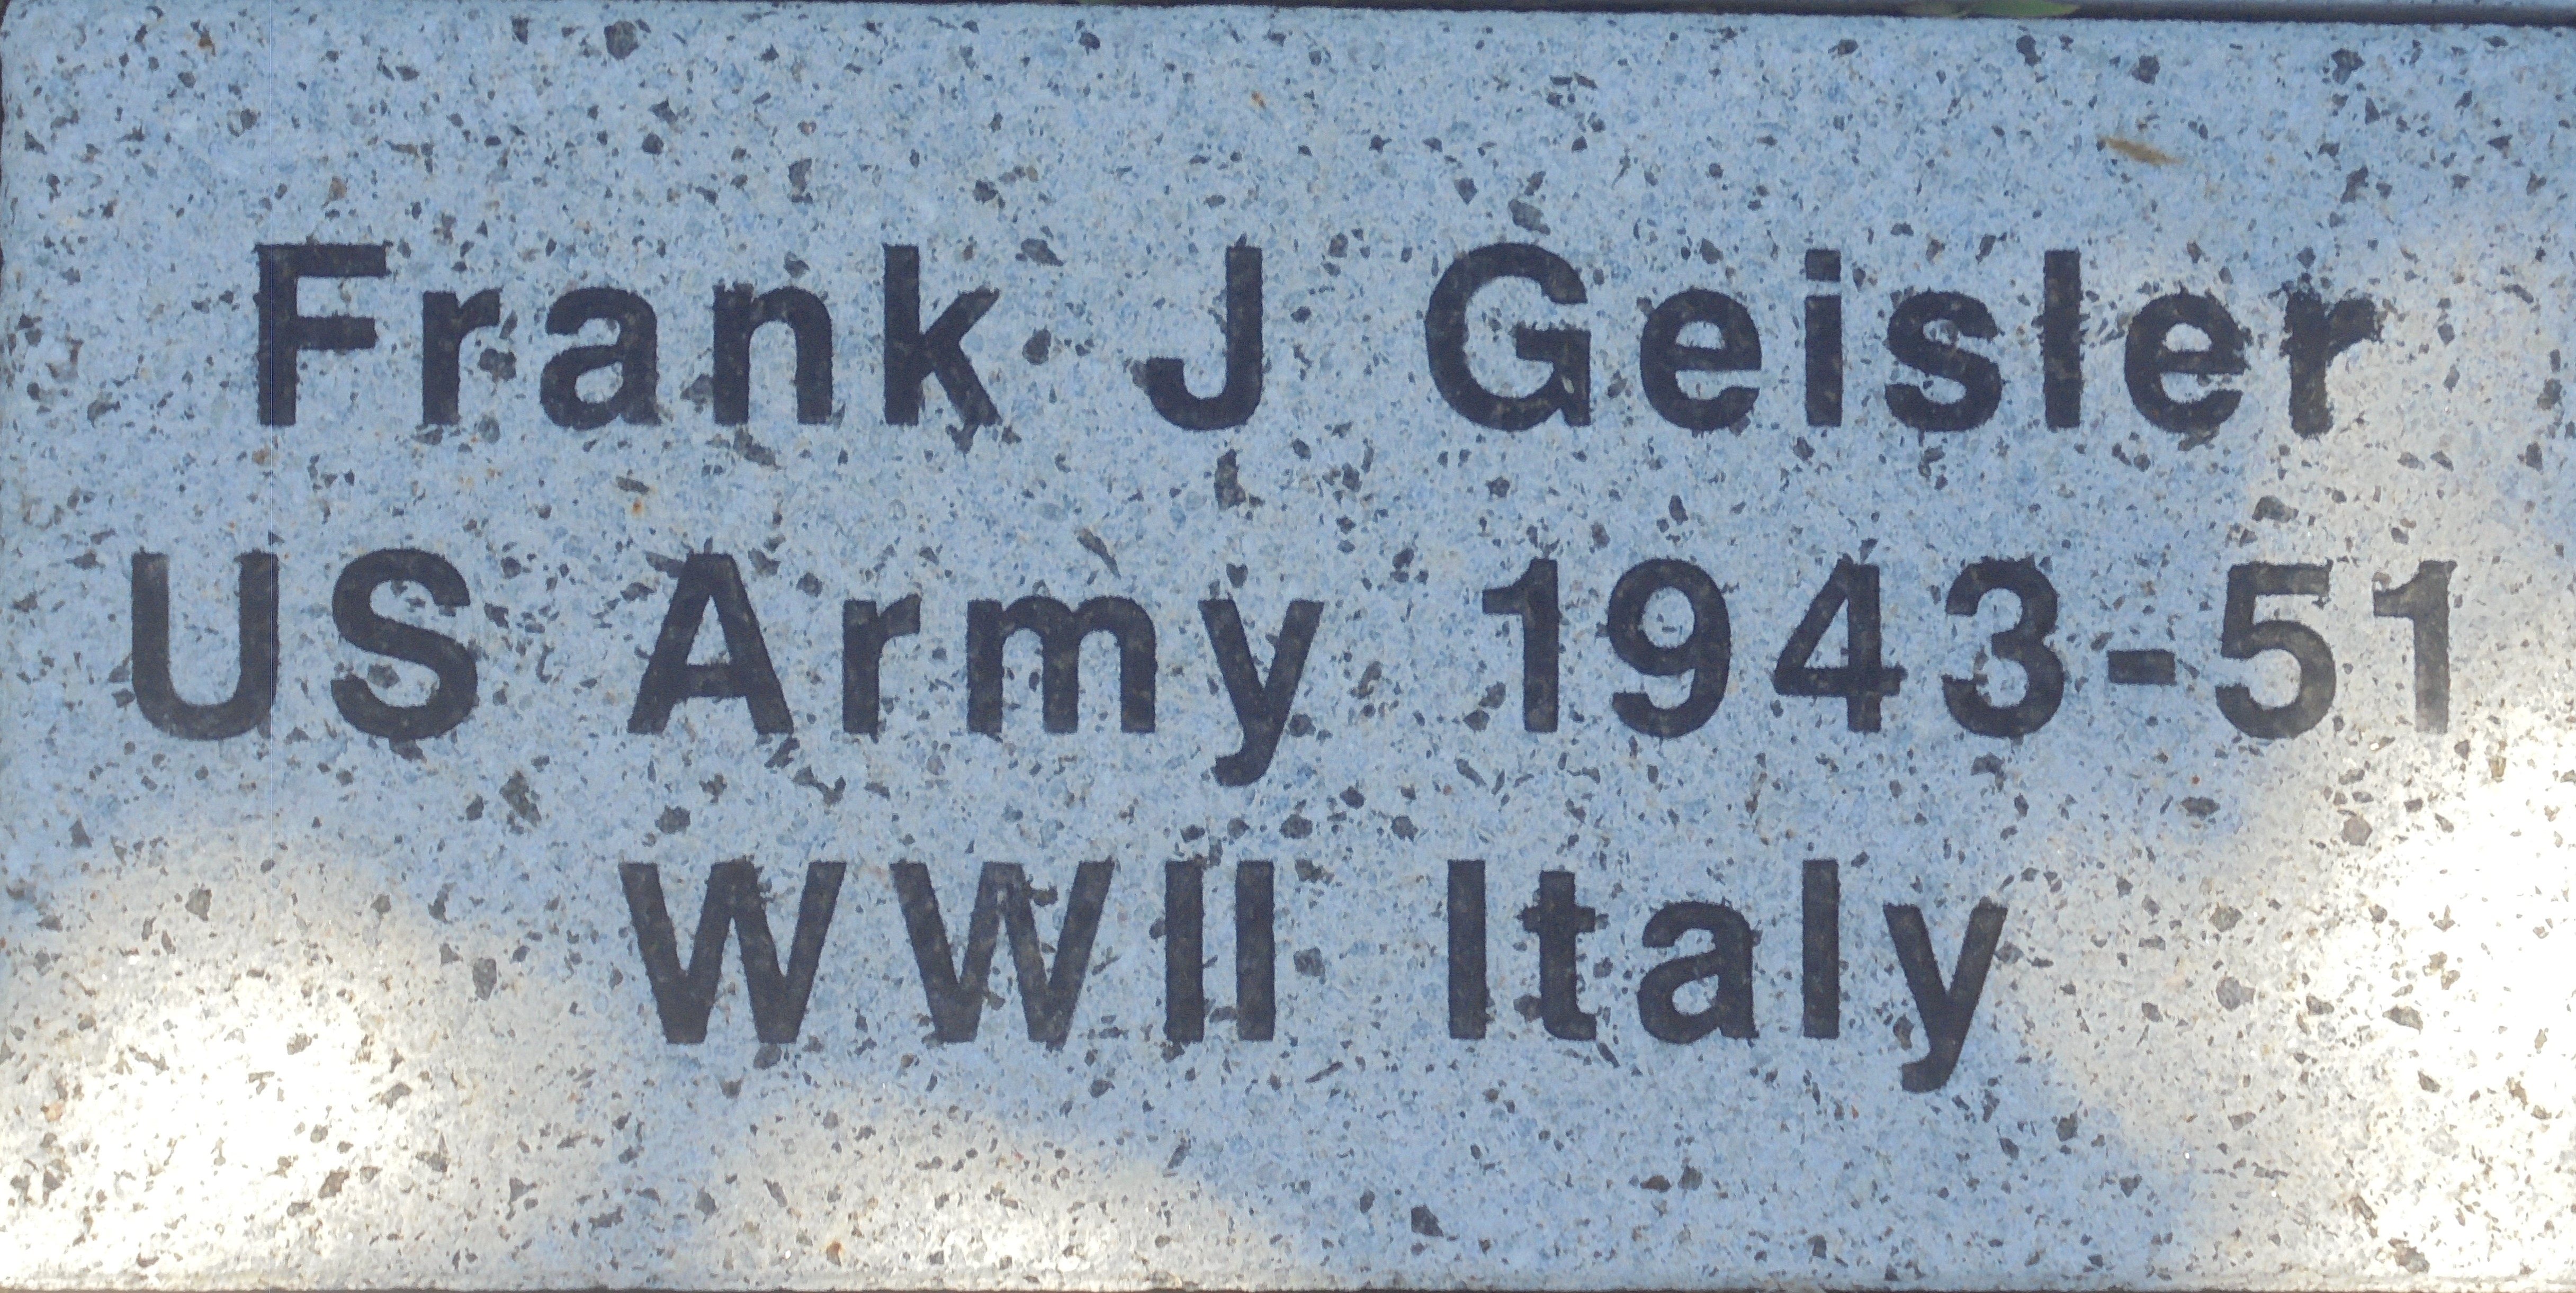 Frank J Geisler
US Army 1943-51
WWII Italy